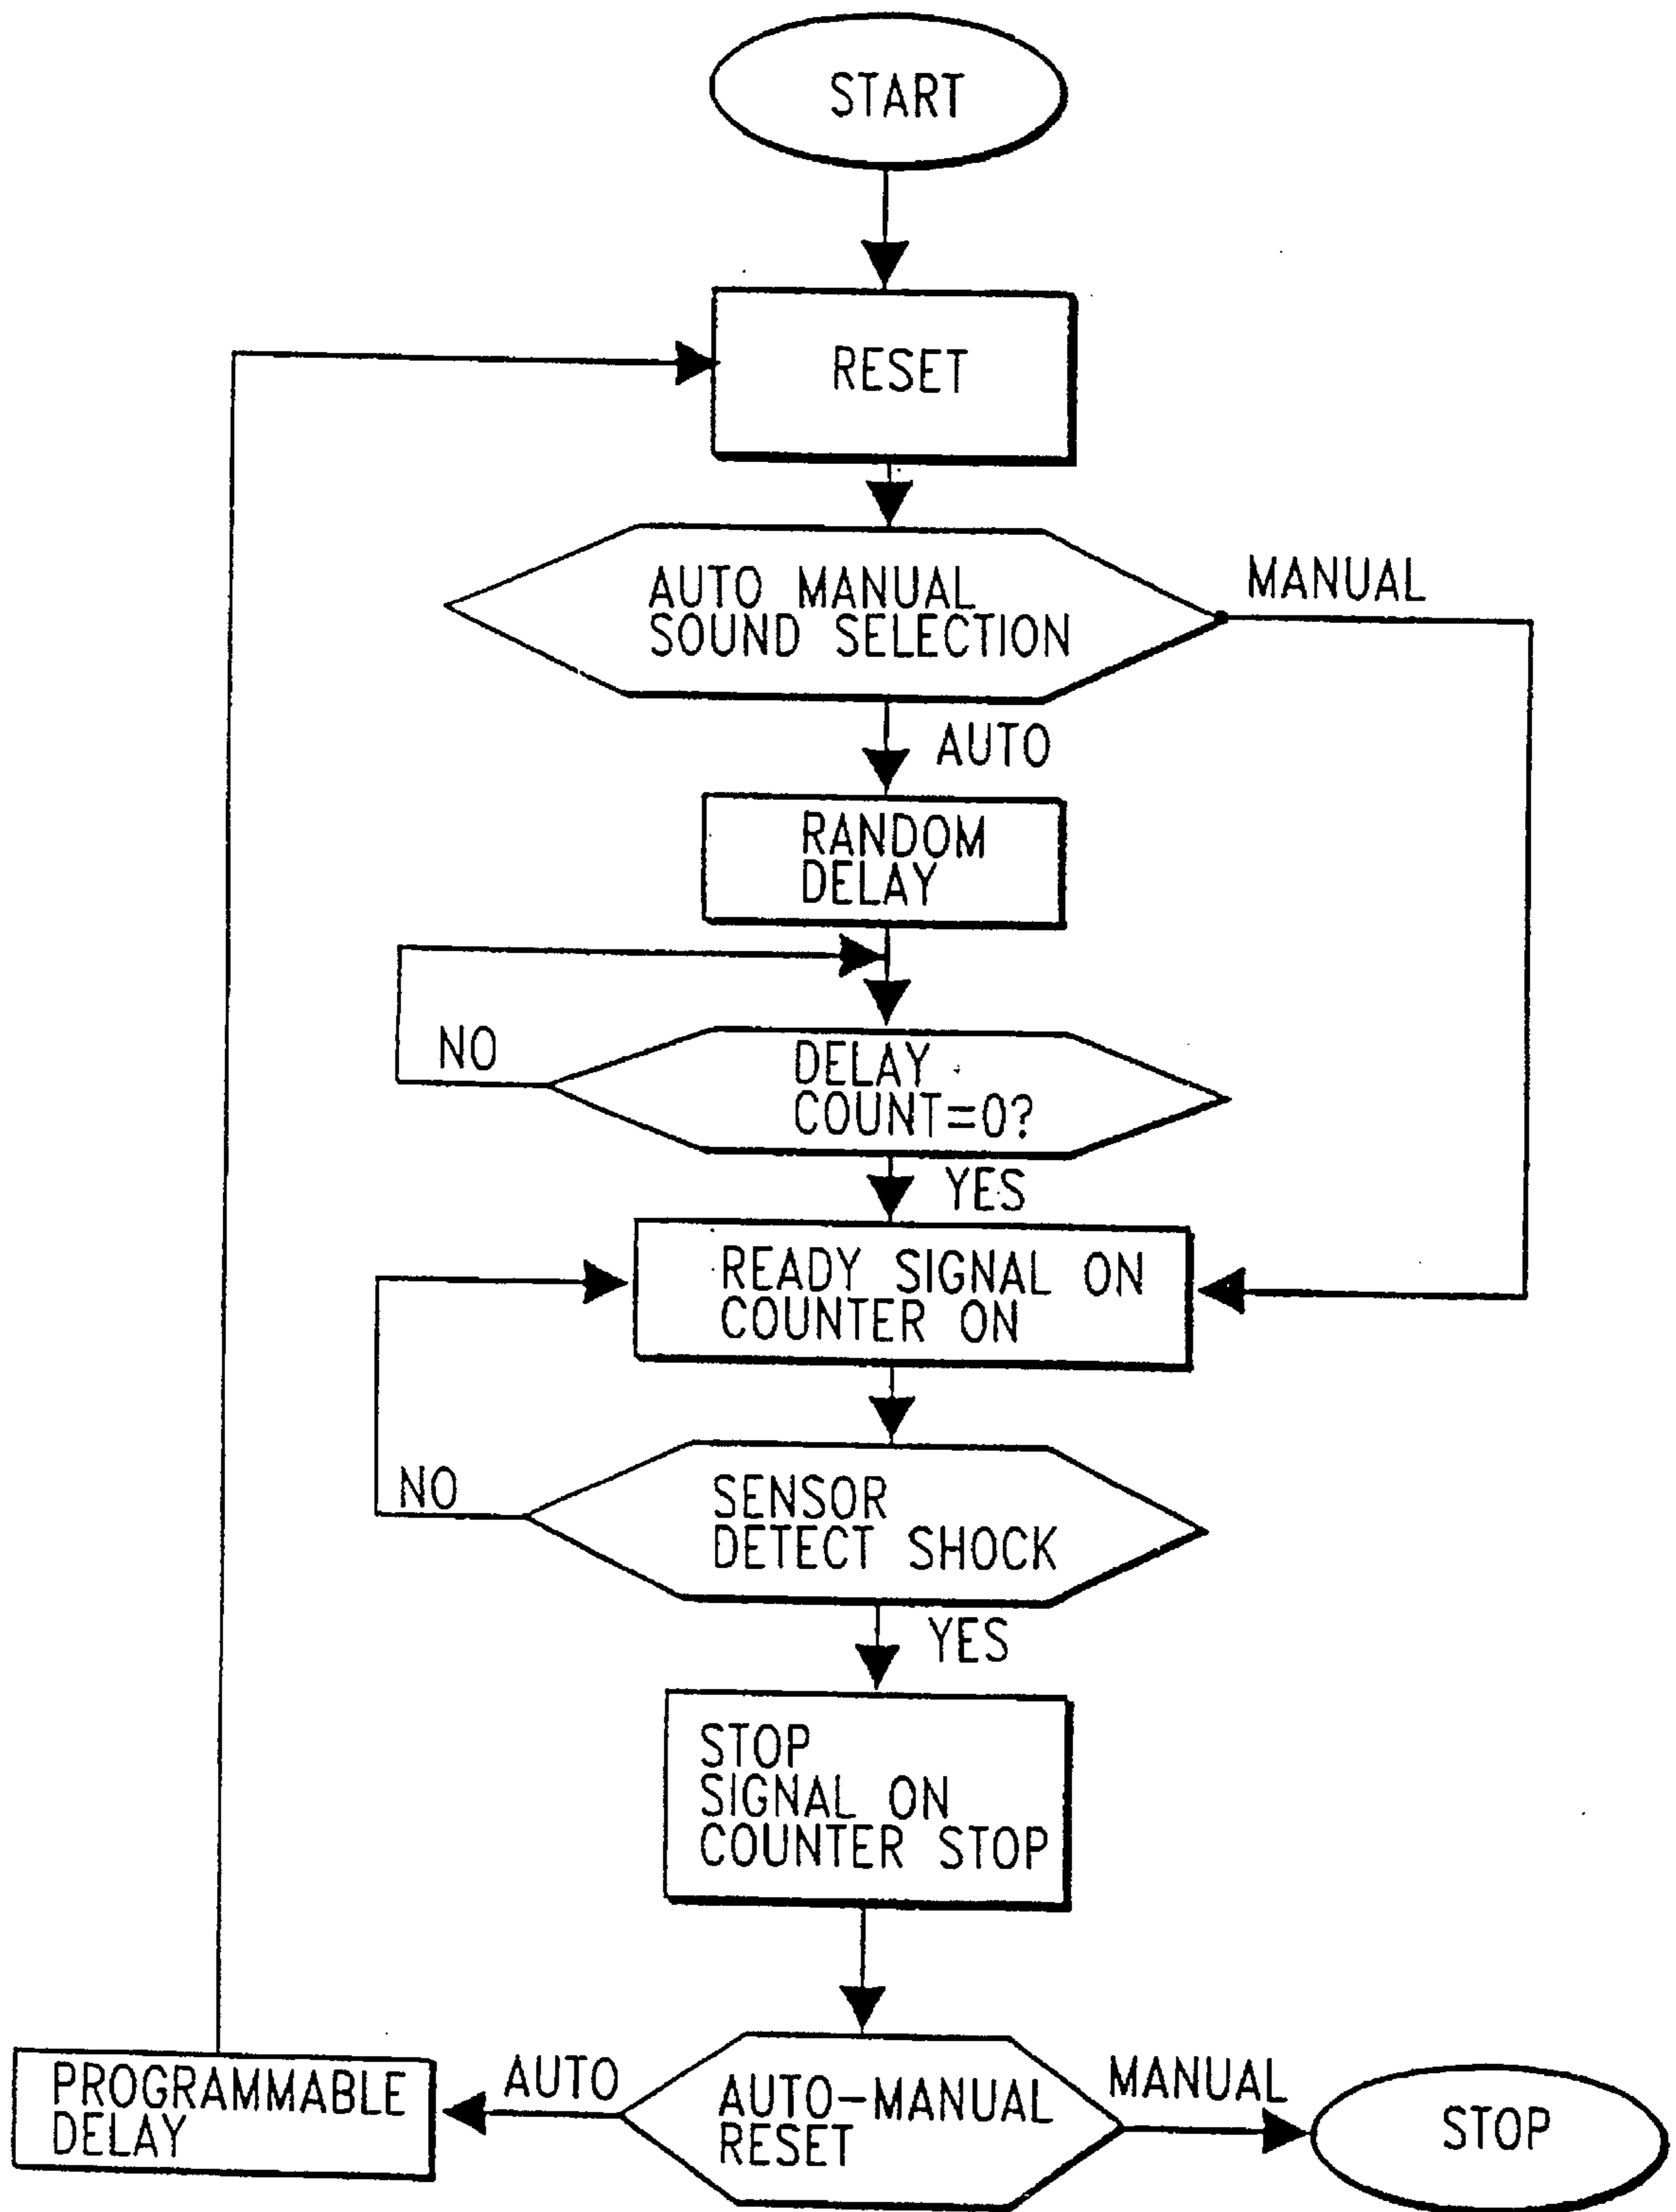 START
RESET
AUTO MANUAL
SOUND SELECTION
MANUAL
AUTO
RANDOM
DELAY
NO
DELAY
COUNT=0?
YES
READY SIGNAL ON
COUNTER ON
NO
SENSOR
DETECT SHOCK
YES
STOP
SIGNAL ON
COUNTER STOP
PROGRAMMABLE
DELAY
AUTO
AUTO-MANUAL
RESET
MANUAL
STOP